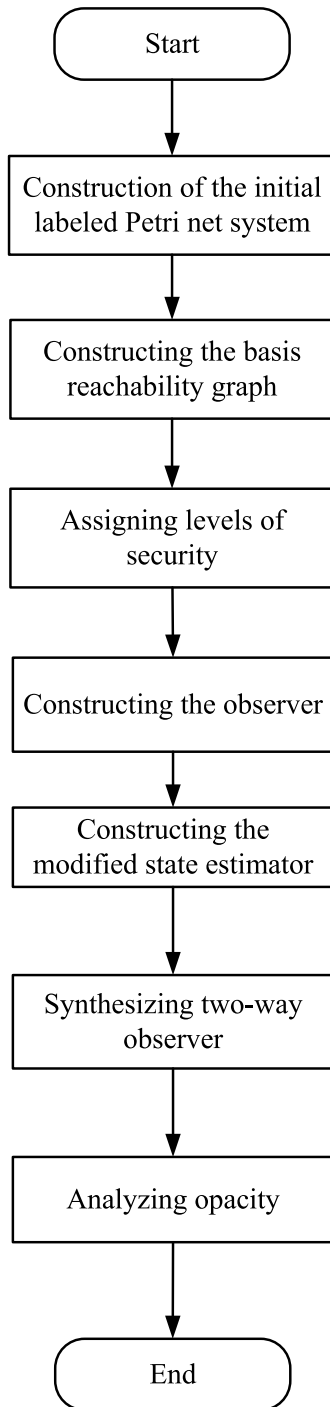 Start
Construction of the initial
labeled Petri net system
Constructing the basis
reachability graph
Assigning levels of
security
Constructing the observer
Constructing the
modified state estimator
Synthesizing two-way
observer
Analyzing opacity
End